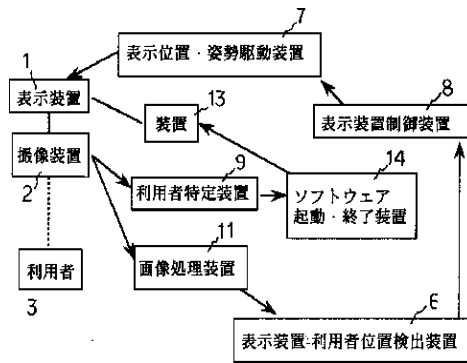 7
表示位置・姿勢駆動装置
1
表示装置
13
装置
8
表示装置制御装置
撮像装置
2
9
利用者特定装置
14
ソフトウェア
起動・終了装置
11
画像処理装置
利用者
3
6
表示装置・利用者位置検出装置